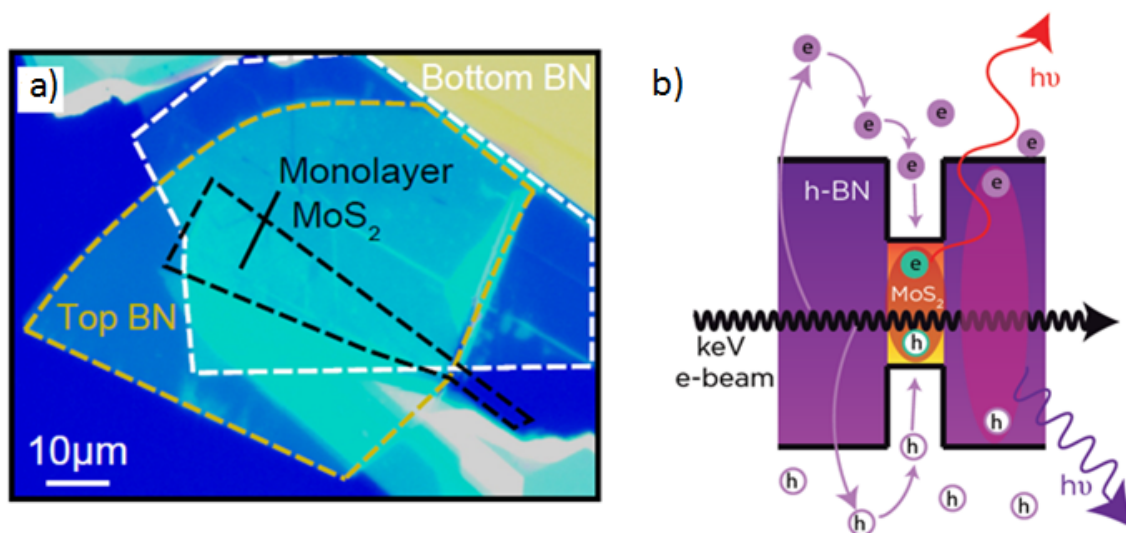 a)
Bottom BN
Monolayer
MoS₂
Top BN
10μm
b)
e
hυ
e
e
e
e
h-BN
e
e
MoS₂
keV
e-beam
h
h
h
hυ
h
h
h
h